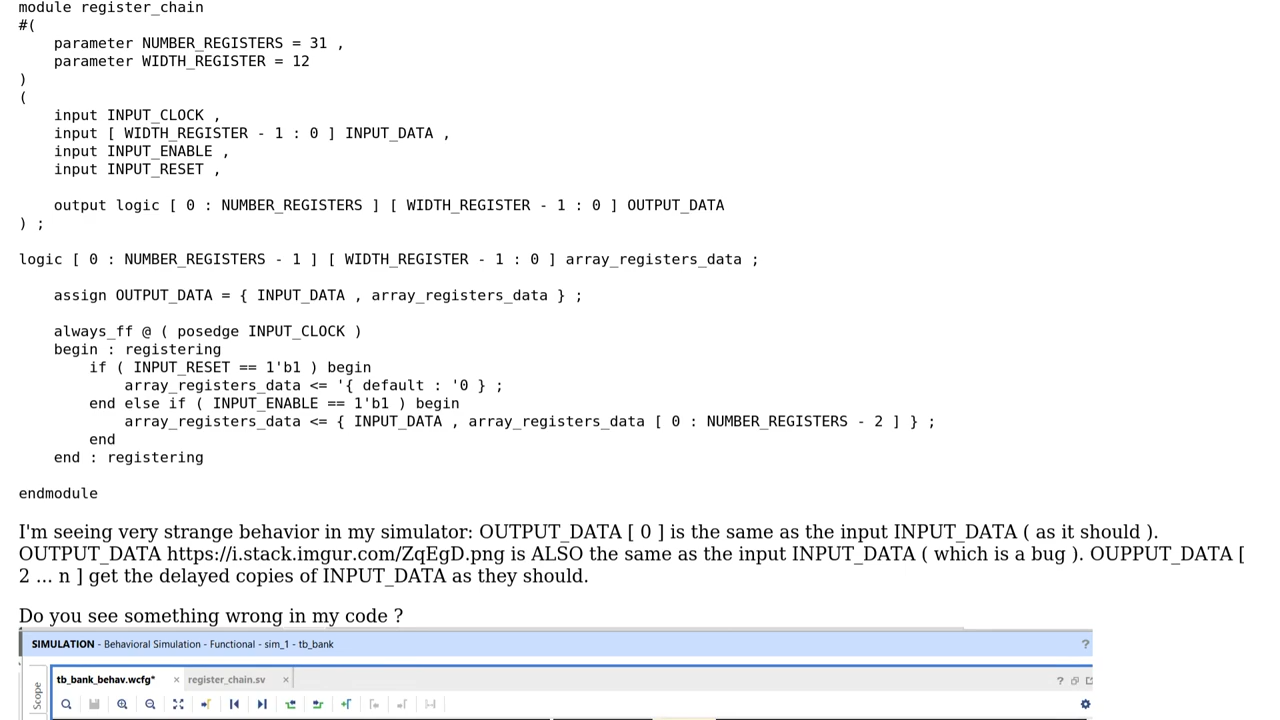 module register_chain
#(
    parameter NUMBER_REGISTERS = 31 ,
    parameter WIDTH_REGISTER = 12
)
(
    input INPUT_CLOCK ,
    input [ WIDTH_REGISTER - 1 : 0 ] INPUT_DATA ,
    input INPUT_ENABLE ,
    input INPUT_RESET ,

    output logic [ 0 : NUMBER_REGISTERS ] [ WIDTH_REGISTER - 1 : 0 ] OUTPUT_DATA
) ;

logic [ 0 : NUMBER_REGISTERS - 1 ] [ WIDTH_REGISTER - 1 : 0 ] array_registers_data ;

    assign OUTPUT_DATA = { INPUT_DATA , array_registers_data } ;

    always_ff @ ( posedge INPUT_CLOCK )
    begin : registering
        if ( INPUT_RESET == 1'b1 ) begin
            array_registers_data <= '{ default : '0 } ;
        end else if ( INPUT_ENABLE == 1'b1 ) begin
            array_registers_data <= { INPUT_DATA , array_registers_data [ 0 : NUMBER_REGISTERS - 2 ] } ;
        end
    end : registering

endmodule

I'm seeing very strange behavior in my simulator: OUTPUT_DATA [ 0 ] is the same as the input INPUT_DATA ( as it should ).
OUTPUT_DATA https://i.stack.imgur.com/ZqEgD.png is ALSO the same as the input INPUT_DATA ( which is a bug ). OUPPUT_DATA [
2 ... n ] get the delayed copies of INPUT_DATA as they should.

Do you see something wrong in my code ?
SIMULATION - Behavioral Simulation - Functional - sim_1 - tb_bank ?
tb_bank_behav.wcfg* × register_chain.sv × ?
Scope